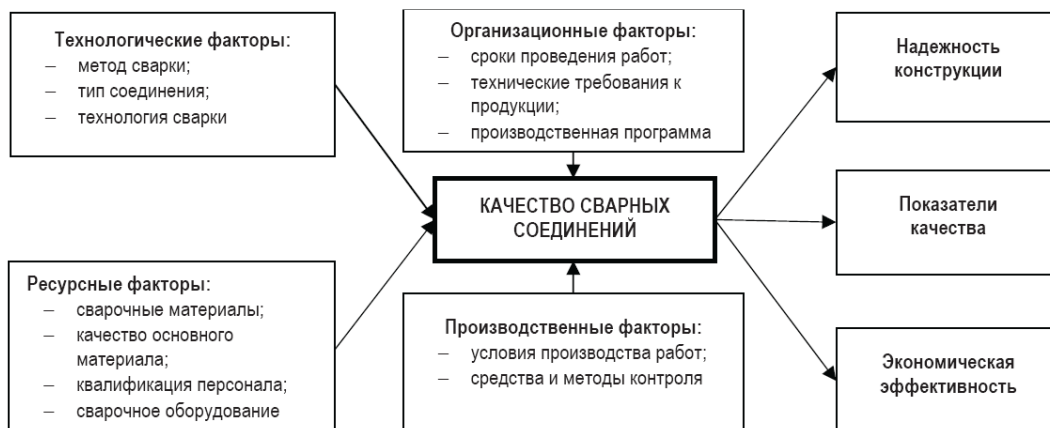 Технологические факторы:
– метод сварки;
– тип соединения;
– технология сварки
Организационные факторы:
– сроки проведения работ;
– технические требования к
продукции;
– производственная программа
Надежность
конструкции
КАЧЕСТВО СВАРНЫХ
СОЕДИНЕНИЙ
Показатели
качества
Ресурсные факторы:
– сварочные материалы;
– качество основного
материала;
– квалификация персонала;
– сварочное оборудование
Производственные факторы:
– условия производства работ;
– средства и методы контроля
Экономическая
эффективность